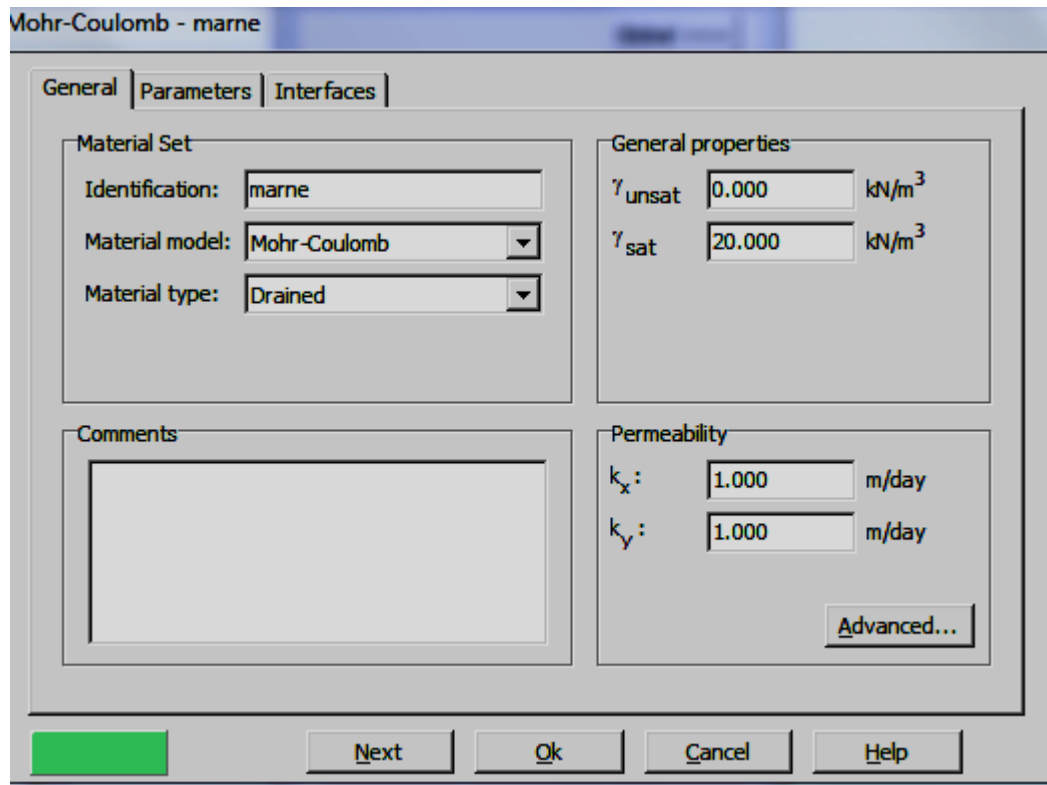 Mohr-Coulomb - marne
General Parameters Interfaces
Material Set
Identification: marne
Material model: Mohr-Coulomb
Material type: Drained
General properties
γunsat 0.000 kN/m³
γsat 20.000 kN/m³
Comments
Permeability
kx: 1.000 m/day
ky: 1.000 m/day
Advanced...
Next Ok Cancel Help